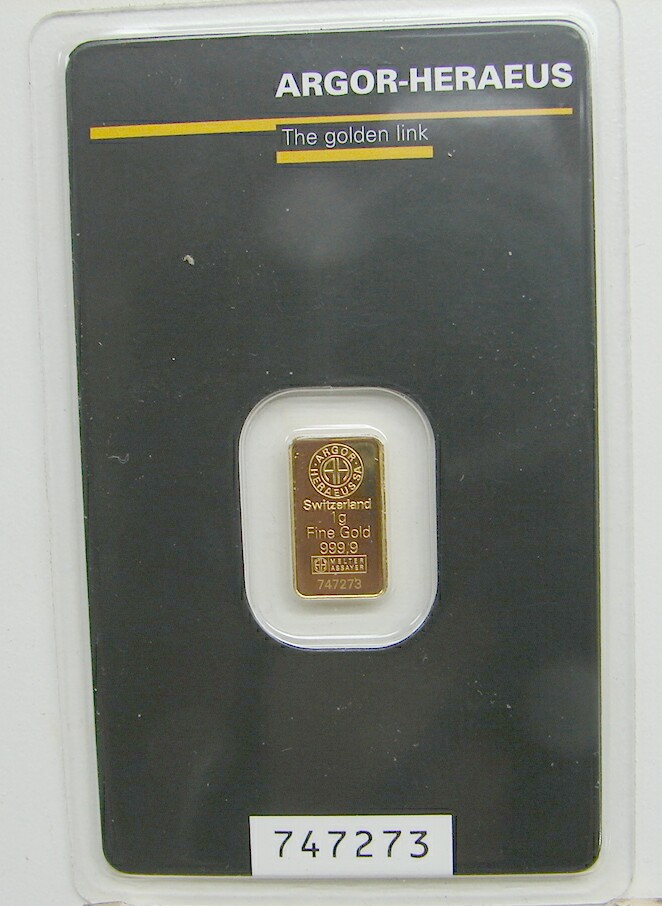 ARGOR-HERAEUS
The golden link
ARGOR
HERAEUS SA
Switzerland
1g
Fine Gold
999,9
MELTER
ASSAYER
747273
747273